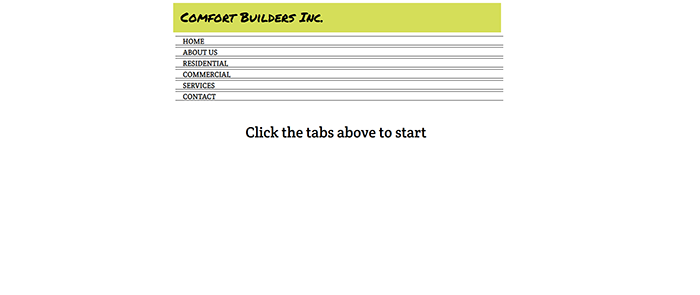 Comfort Builders Inc.
HOME
ABOUT US
RESIDENTIAL
COMMERCIAL
SERVICES
CONTACT
Click the tabs above to start